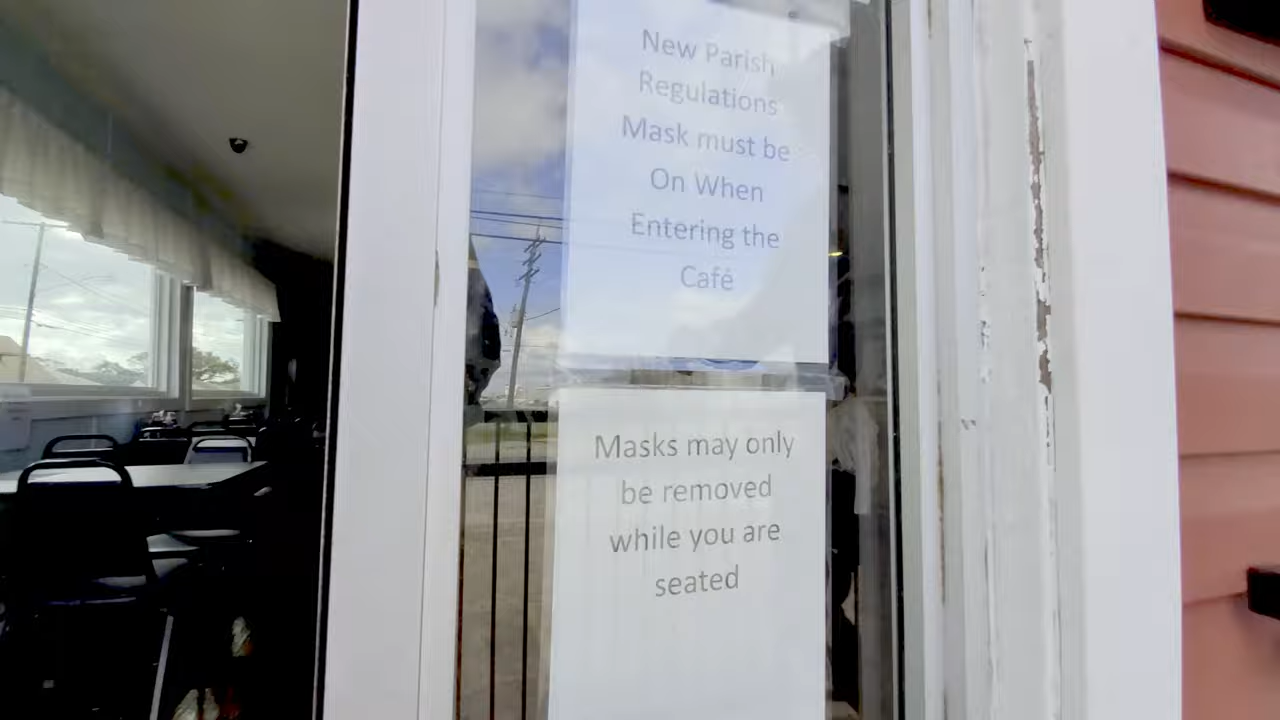 New Parish
Regulations
Mask must be
On When
Entering the
Café
Masks may only
be removed
while you are
seated